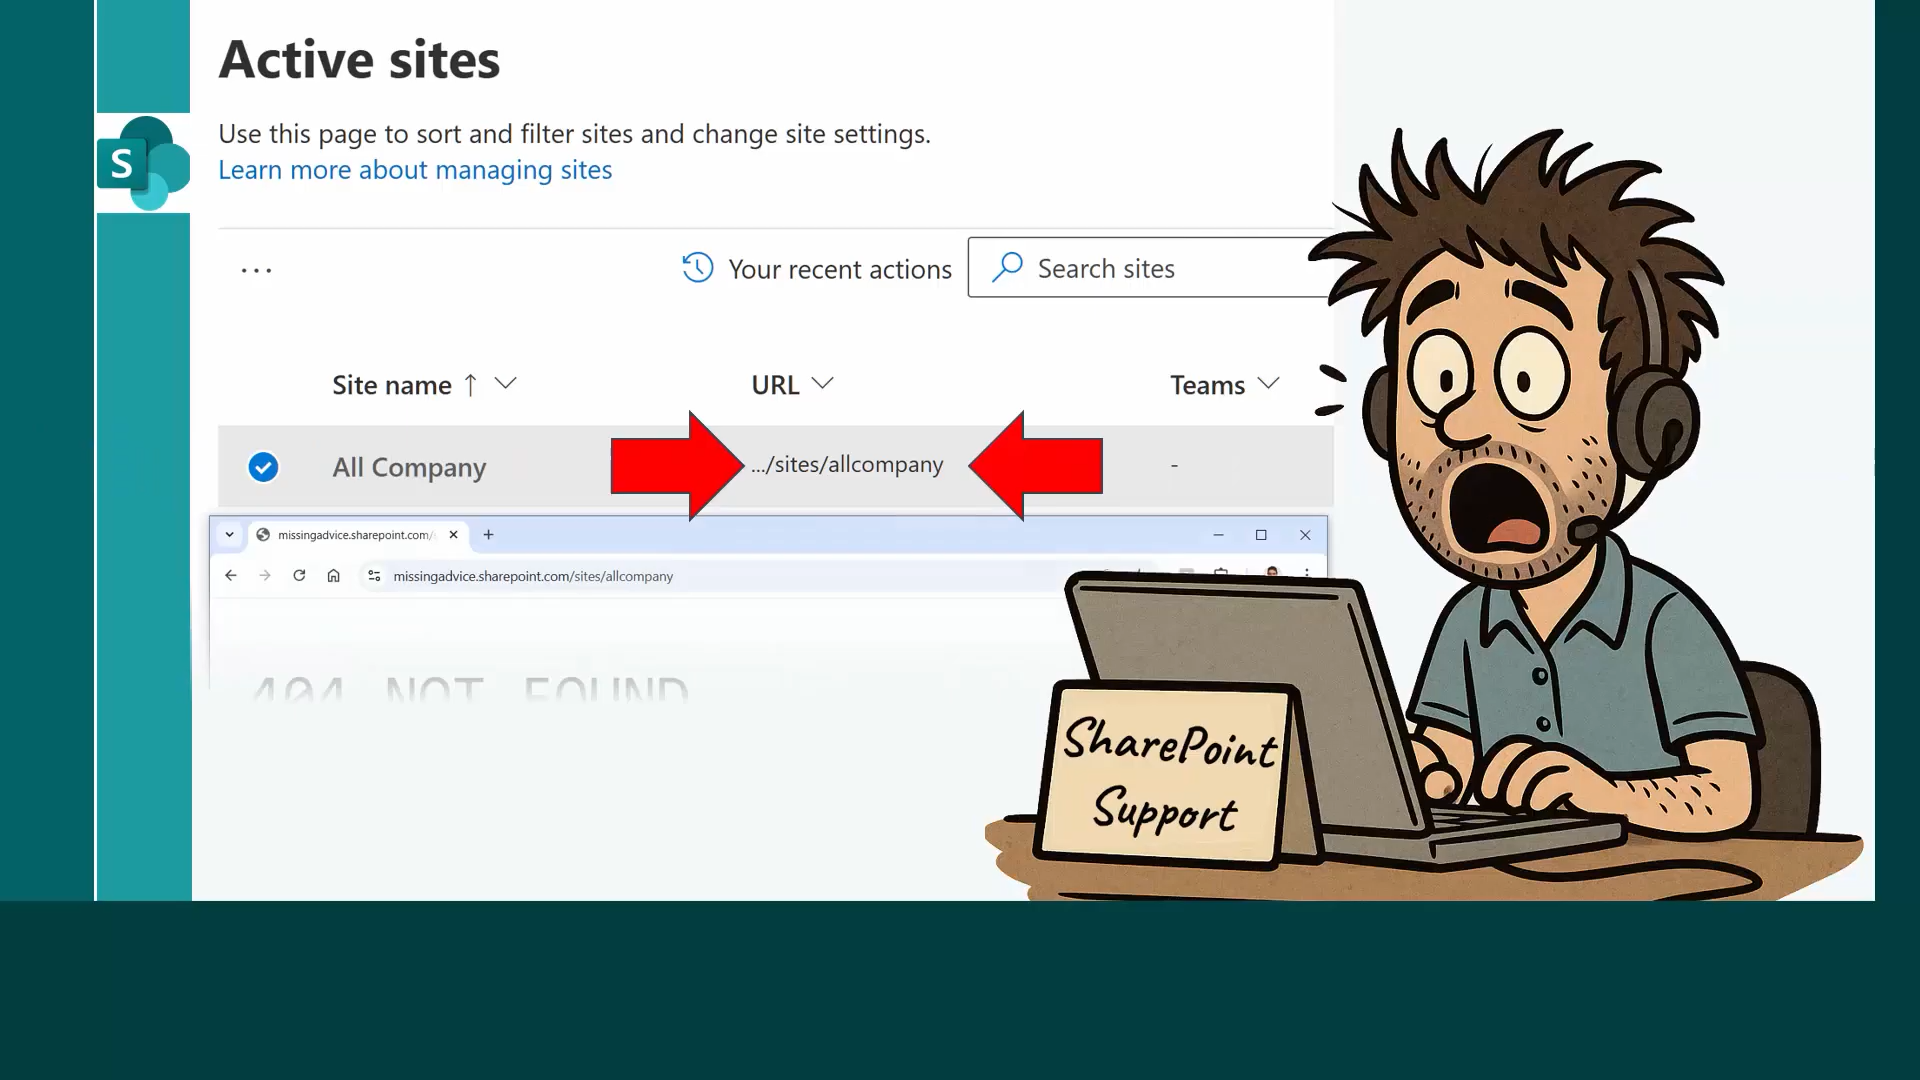 Active sites
Use this page to sort and filter sites and change site settings.
Learn more about managing sites
S
... Your recent actions Search sites
Site name ↑ URL Teams
All Company .../sites/allcompany -
missingadvice.sharepoint.com/
missingadvice.sharepoint.com/sites/allcompany
404 NOT FOUND
SharePoint
Support